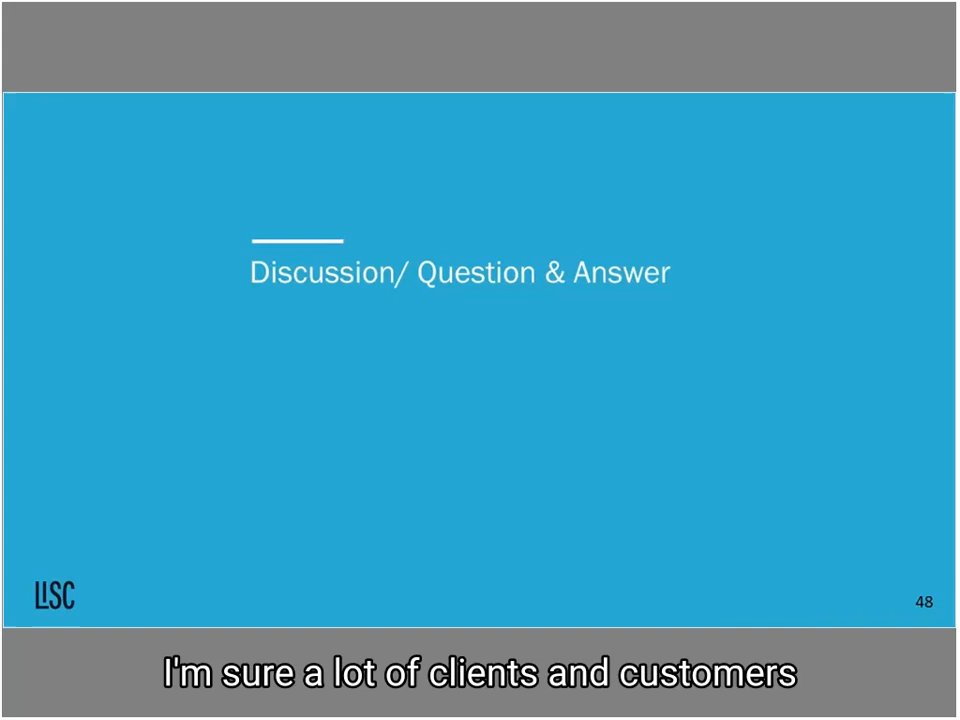 Discussion/ Question & Answer
LISC
48
I'm sure a lot of clients and customers